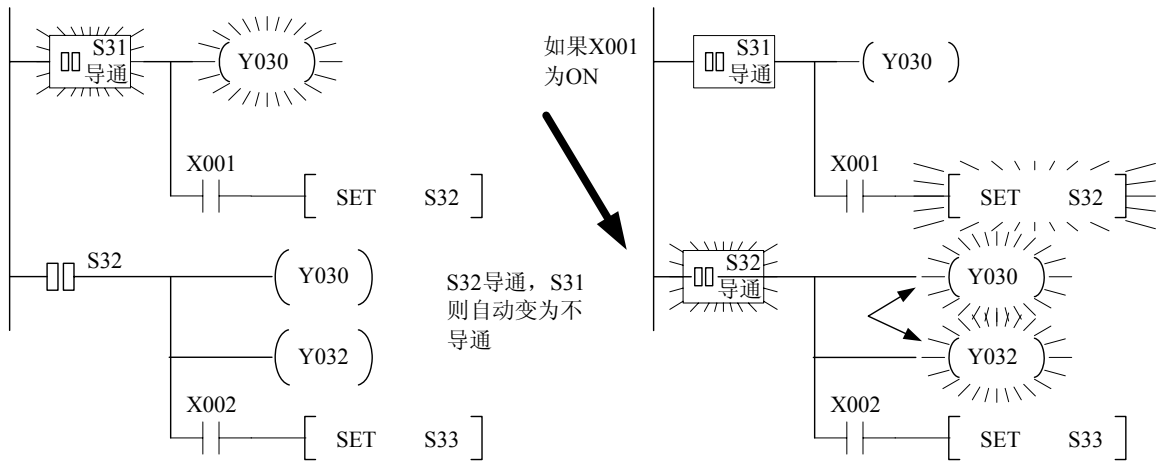 S31
导通
Y030
X001
SET S32
S32
Y030
Y032
X002
SET S33
如果X001
为ON
S32导通，S31
则自动变为不
导通
S31
导通
Y030
X001
SET S32
S32
导通
Y030
Y032
X002
SET S33